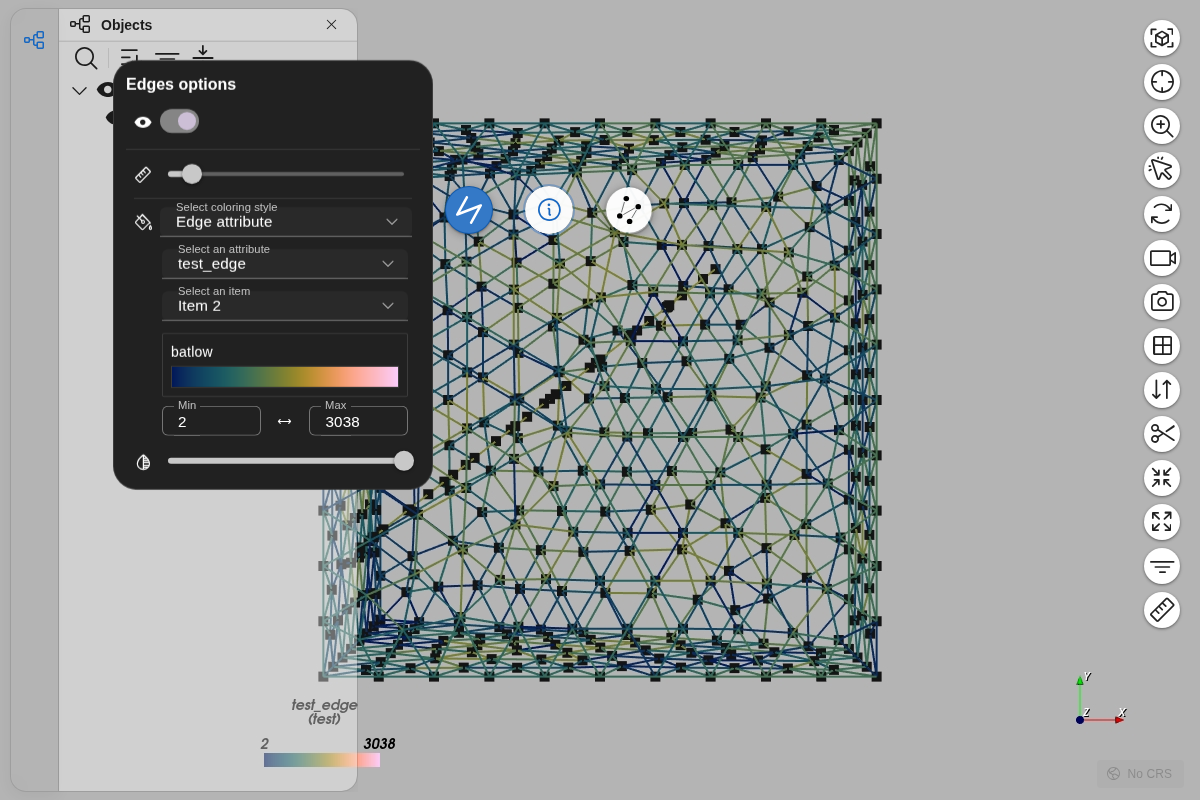 Objects
Edges options
Select coloring style
Edge attribute
Select an attribute
test_edge
Select an item
Item 2
batlow
Min
2
Max
3038
test_edge
(test)
2
3038
Y
Z
X
No CRS